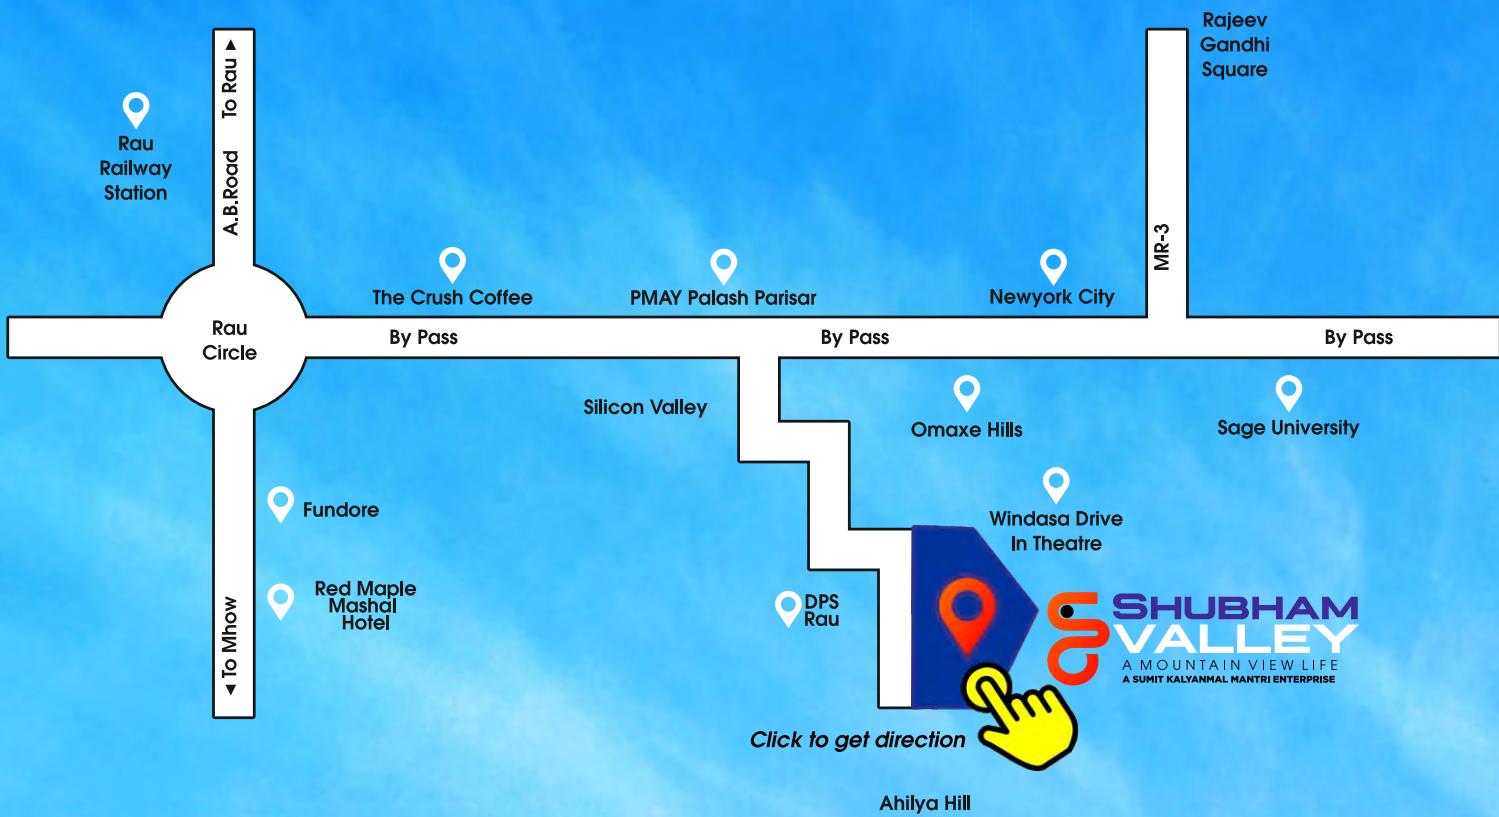 Rajeev
Gandhi
Square
A.B.Road To Rau ▶
Rau
Railway
Station
MR-3
The Crush Coffee
PMAY Palash Parisar
Newyork City
Rau
Circle
By Pass
By Pass
By Pass
Silicon Valley
Omaxe Hills
Sage University
Fundore
Windasa Drive
In Theatre
Red Maple
Mashal
Hotel
◀ To Mhow
DPS
Rau
SHUBHAM
VALLEY
A MOUNTAIN VIEW LIFE
A SUMIT KALYANMAL MANTRI ENTERPRISE
Click to get direction
Ahilya Hill